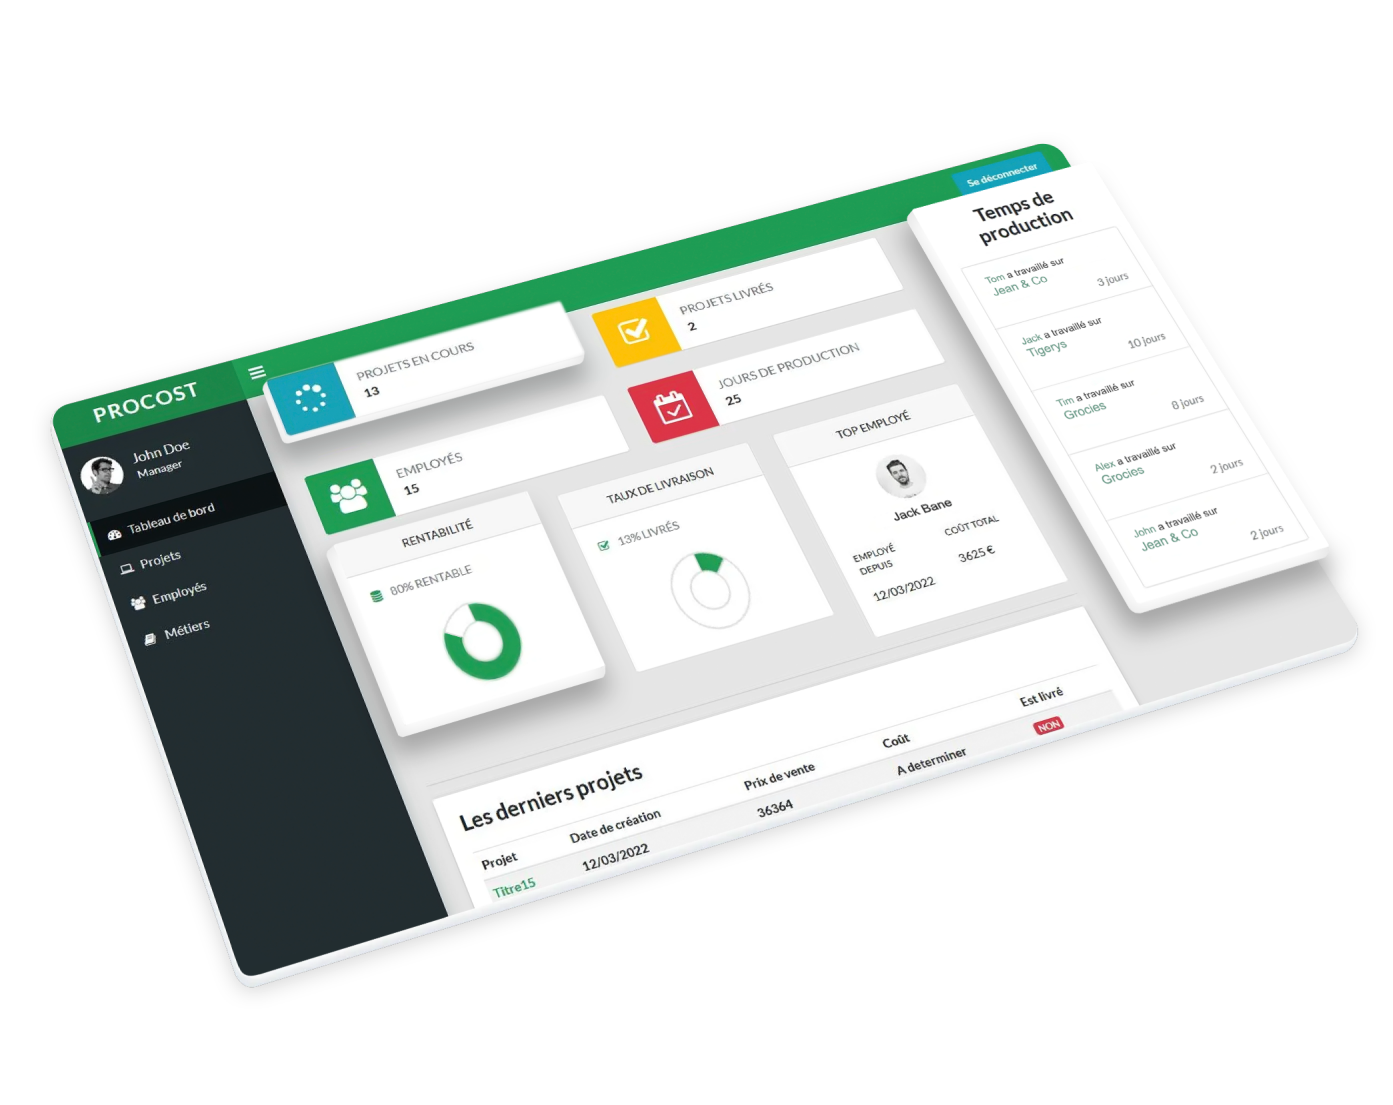 Se déconnecter
PROCOST
John Doe
Manager
Tableau de bord
Projets
Employés
Métiers
PROJETS EN COURS
13
PROJETS LIVRÉS
2
EMPLOYÉS
15
JOURS DE PRODUCTION
25
RENTABILITÉ
80% RENTABLE
TAUX DE LIVRAISON
13% LIVRÉS
TOP EMPLOYÉ
Jack Bane
EMPLOYÉ
DEPUIS
12/03/2022
COÛT TOTAL
3625 €
Temps de
production
Tom a travaillé sur
Jean & Co
3 jours
Jack a travaillé sur
Tigerys
10 jours
Tim a travaillé sur
Grocies
8 jours
Alex a travaillé sur
Grocies
2 jours
John a travaillé sur
Jean & Co
2 jours
Les derniers projets
Projet Date de création Prix de vente Coût Est livré
Titre15 12/03/2022 36364 A determiner NON